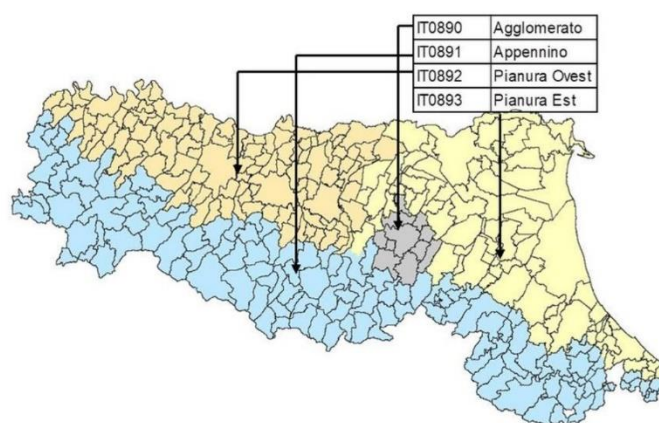 IT0890 Agglomerato
IT0891 Appennino
IT0892 Pianura Ovest
IT0893 Pianura Est